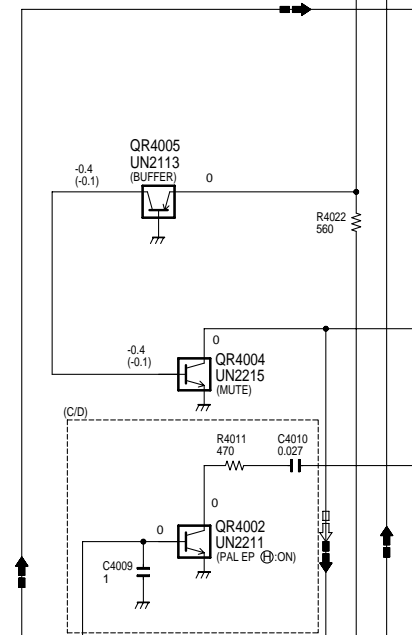 QR4005
UN2113
(BUFFER)
-0.4
(-0.1)
0
R4022
560
-0.4
(-0.1)
0
QR4004
UN2215
(MUTE)
(C/D)
R4011
470
C4010
0.027
0
0
QR4002
UN2211
(PAL EP Ⓗ:ON)
C4009
1